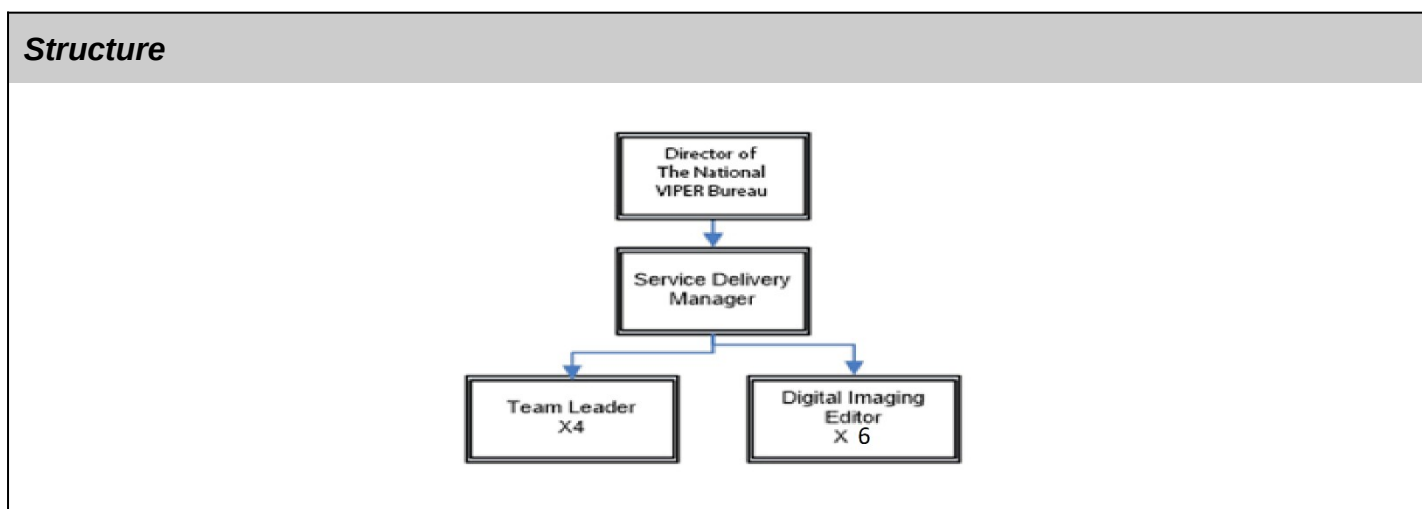 Structure
Director of
The National
VIPER Bureau
Service Delivery
Manager
Team Leader
X4
Digital Imaging
Editor
X 6